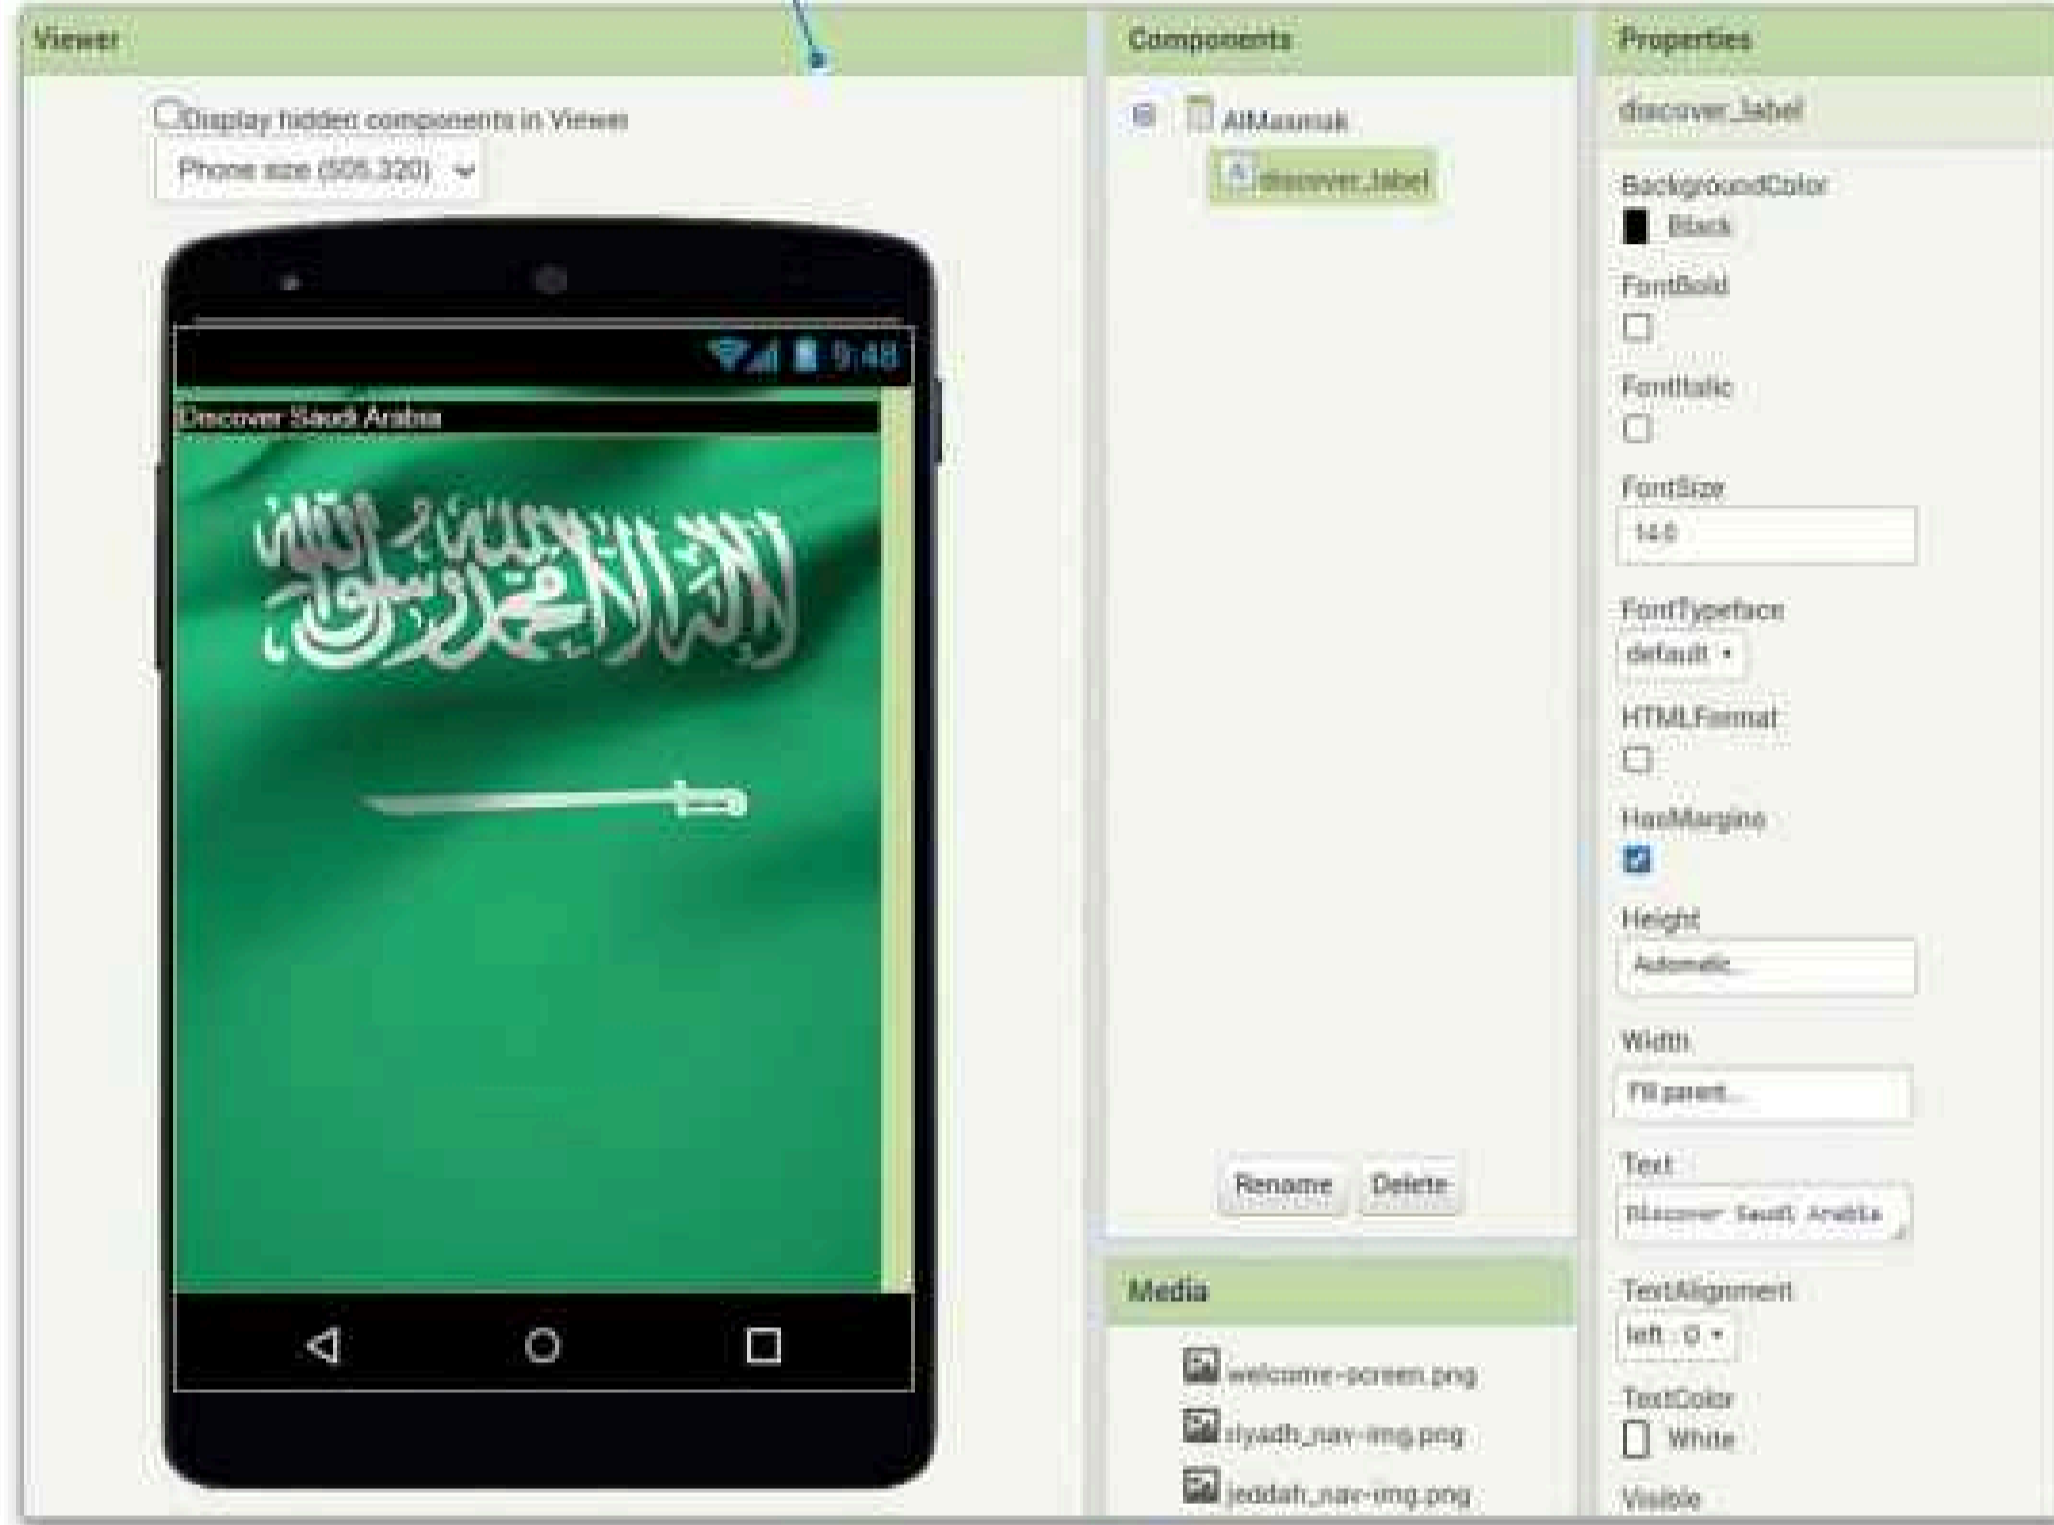 Viewer
Display hidden components in Viewer
Phone size (505,320)
9:48
Discover Saudi Arabia
لا إله إلا الله محمد رسول الله
Components
AlMasmak
discover_label
Rename
Delete
Media
welcome-screen.png
riyadh_nav-img.png
jeddah_nav-img.png
Properties
discover_label
BackgroundColor
Black
FontBold
FontItalic
FontSize
14.0
FontTypeface
default
HTMLFormat
HasMargins
Height
Automatic...
Width
Fill parent...
Text
Discover Saudi Arabia
TextAlignment
left : 0
TextColor
White
Visible